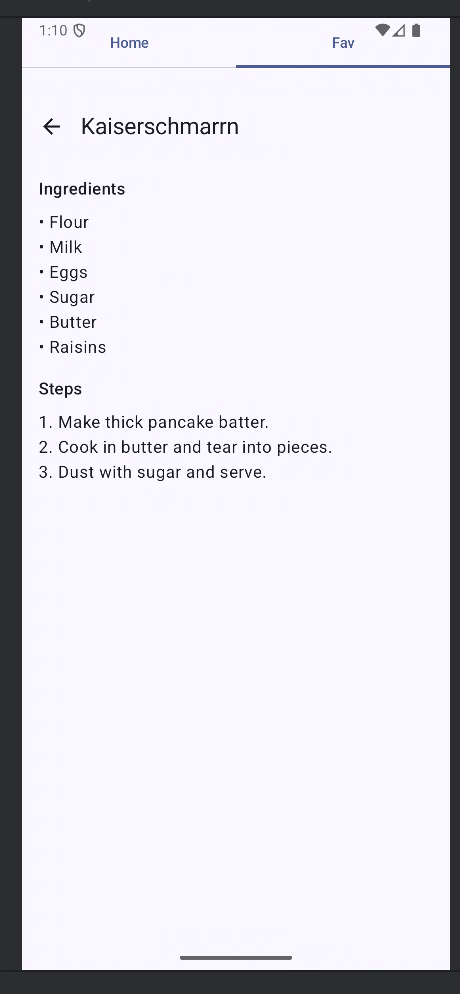 1:10
Home Fav
Kaiserschmarrn
Ingredients
• Flour
• Milk
• Eggs
• Sugar
• Butter
• Raisins
Steps
1. Make thick pancake batter.
2. Cook in butter and tear into pieces.
3. Dust with sugar and serve.